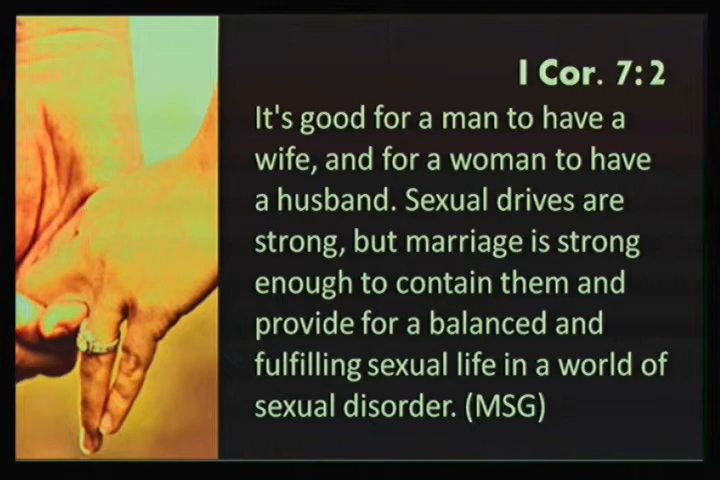 I Cor. 7:2
It's good for a man to have a
wife, and for a woman to have
a husband. Sexual drives are
strong, but marriage is strong
enough to contain them and
provide for a balanced and
fulfilling sexual life in a world of
sexual disorder. (MSG)